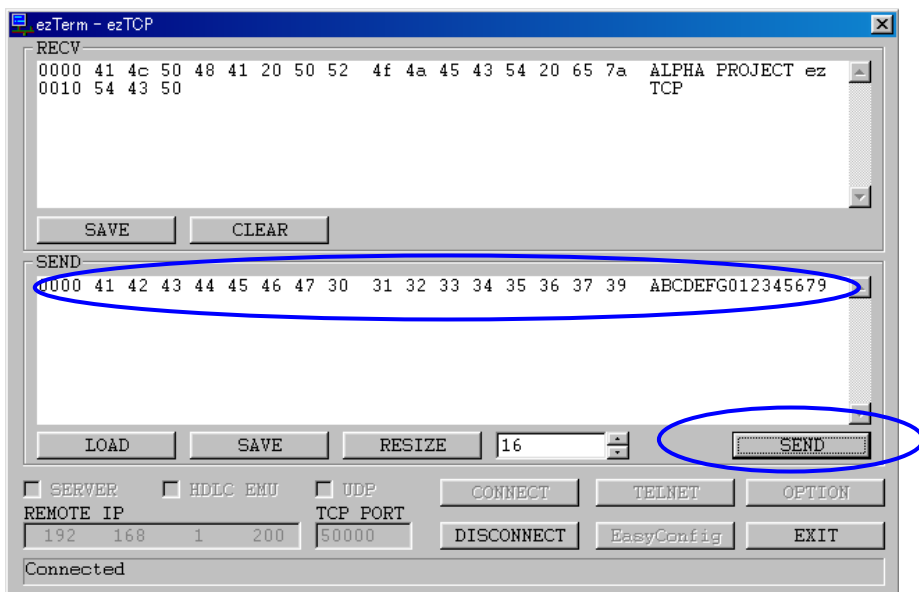 ezTerm - ezTCP
RECV
0000 41 4c 50 48 41 20 50 52 4f 4a 45 43 54 20 65 7a ALPHA PROJECT ez
0010 54 43 50 TCP
SAVE CLEAR
SEND
0000 41 42 43 44 45 46 47 30 31 32 33 34 35 36 37 39 ABCDEFG012345679
LOAD SAVE RESIZE 16 SEND
SERVER HDLC EMU UDP CONNECT TELNET OPTION
REMOTE IP TCP PORT
192 168 1 200 50000 DISCONNECT EasyConfig EXIT
Connected